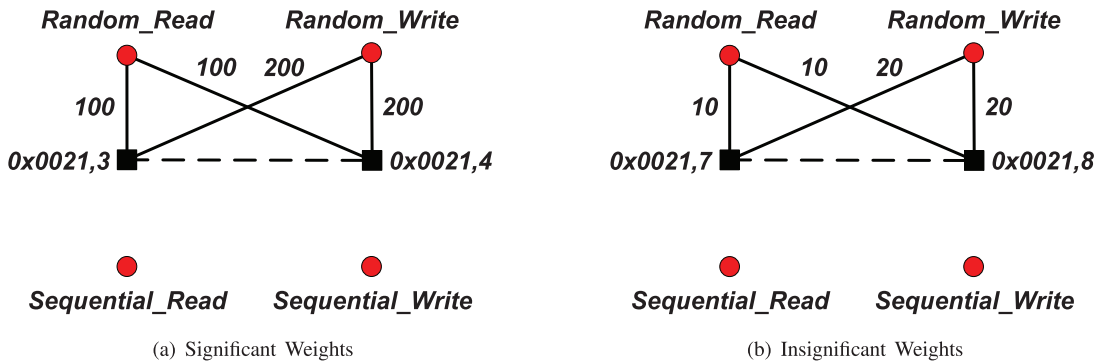 Random_Read Random_Write Random_Read Random_Write
100 200 10 20
100 200 10 20
0x0021,3 0x0021,4 0x0021,7 0x0021,8
Sequential_Read Sequential_Write Sequential_Read Sequential_Write
(a) Significant Weights (b) Insignificant Weights